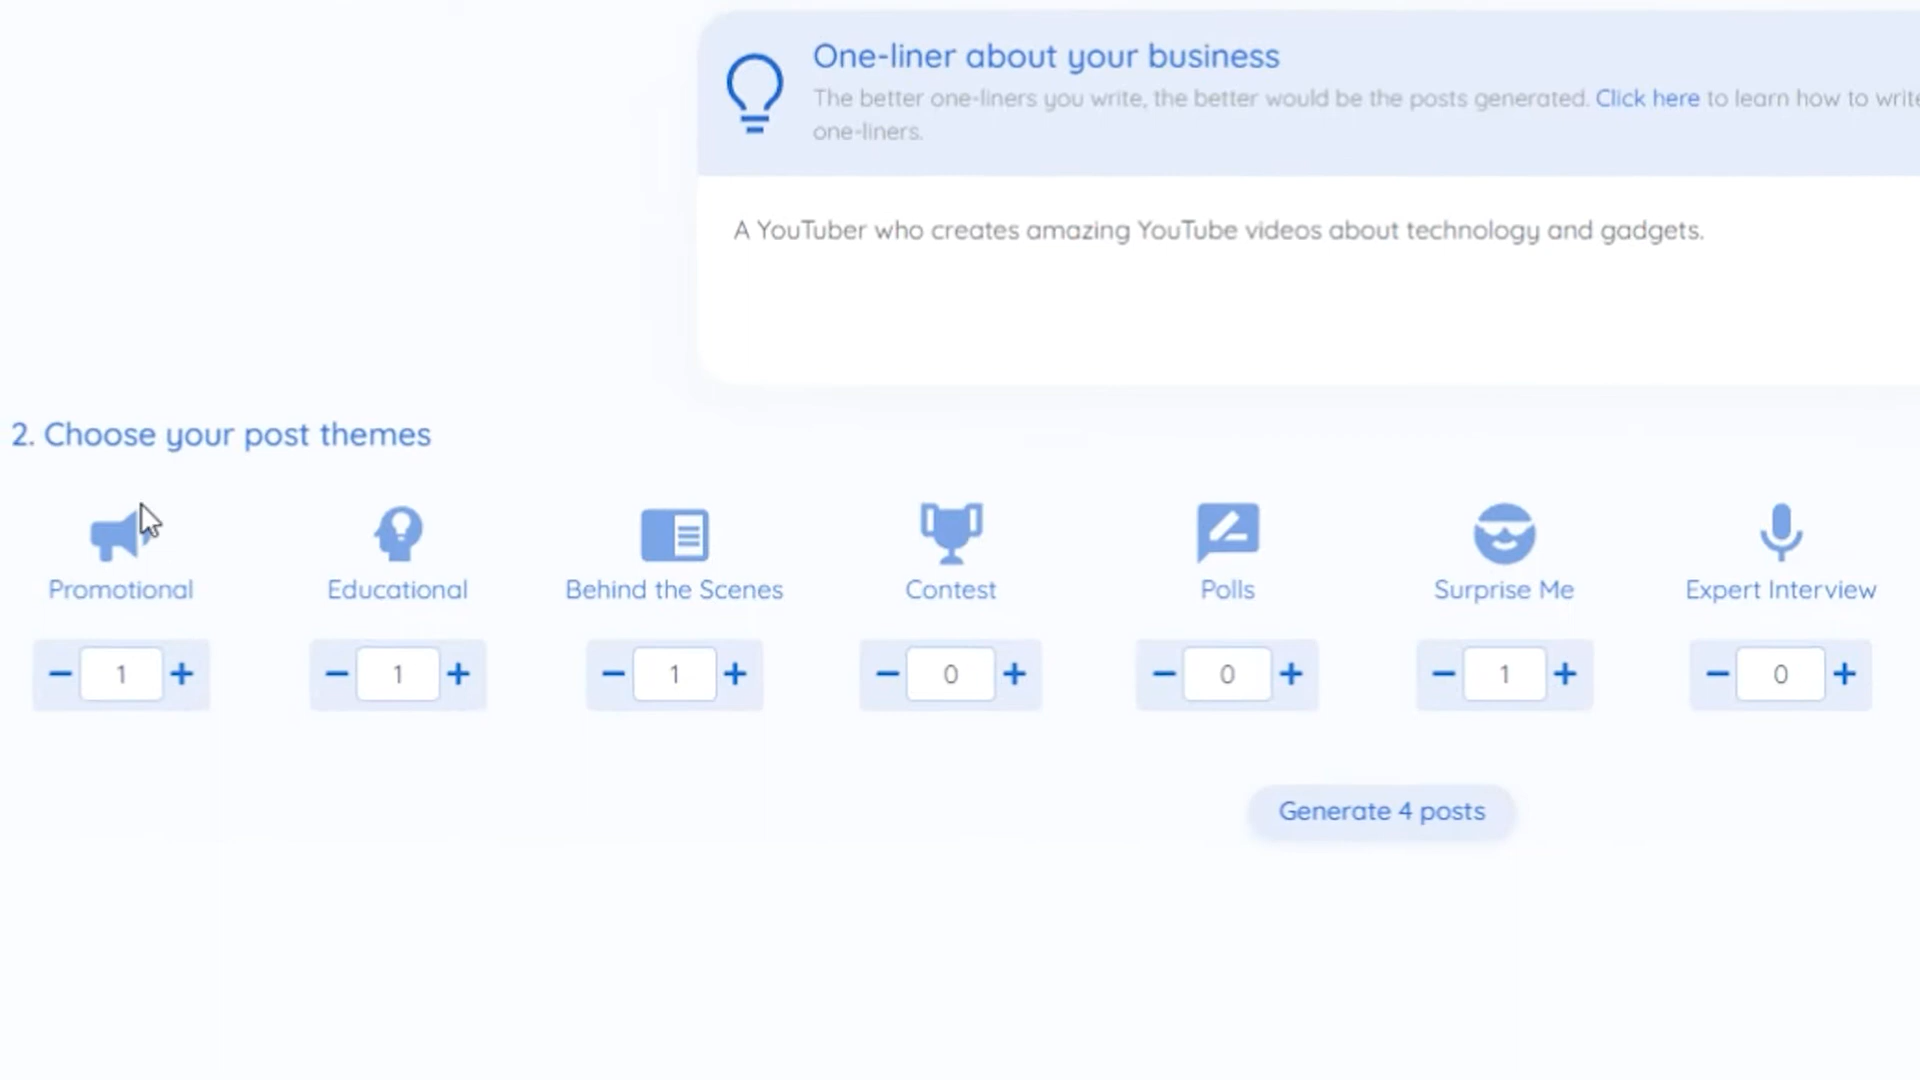 One-liner about your business
The better one-liners you write, the better would be the posts generated. Click here to learn how to write
one-liners.
A YouTuber who creates amazing YouTube videos about technology and gadgets.
2. Choose your post themes
Promotional Educational Behind the Scenes Contest Polls Surprise Me Expert Interview
− 1 + − 1 + − 1 + − 0 + − 0 + − 1 + − 0 +
Generate 4 posts